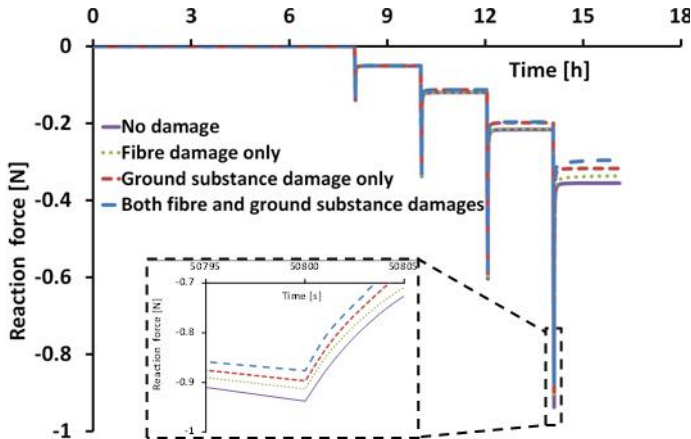 0 3 6 9 12 15 18
Time [h]
0
-0.2
-0.4
-0.6
-0.8
-1
Reaction force [N]
No damage
Fibre damage only
Ground substance damage only
Both fibre and ground substance damages
50795 50800 50805
Time [s]
-0.7
-0.8
-0.9
-1
Reaction force [N]